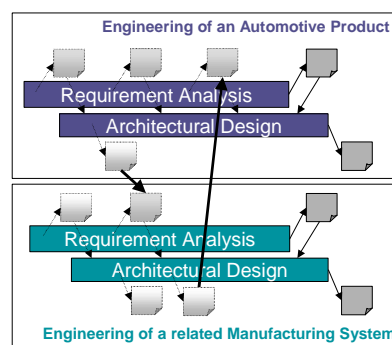 Engineering of an Automotive Product
Requirement Analysis
Architectural Design
Requirement Analysis
Architectural Design
Engineering of a related Manufacturing System